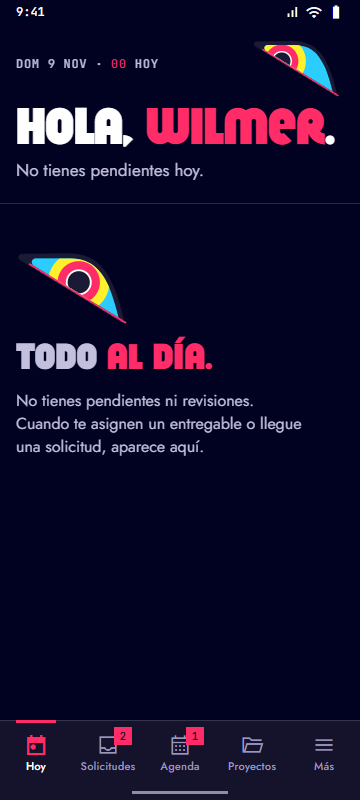 9:41
DOM 9 NOV · 00 HOY
HOLA, WILMER.
No tienes pendientes hoy.
TODO AL DÍA.
No tienes pendientes ni revisiones.
Cuando te asignen un entregable o llegue
una solicitud, aparece aquí.
2
1
Hoy
Solicitudes
Agenda
Proyectos
Más